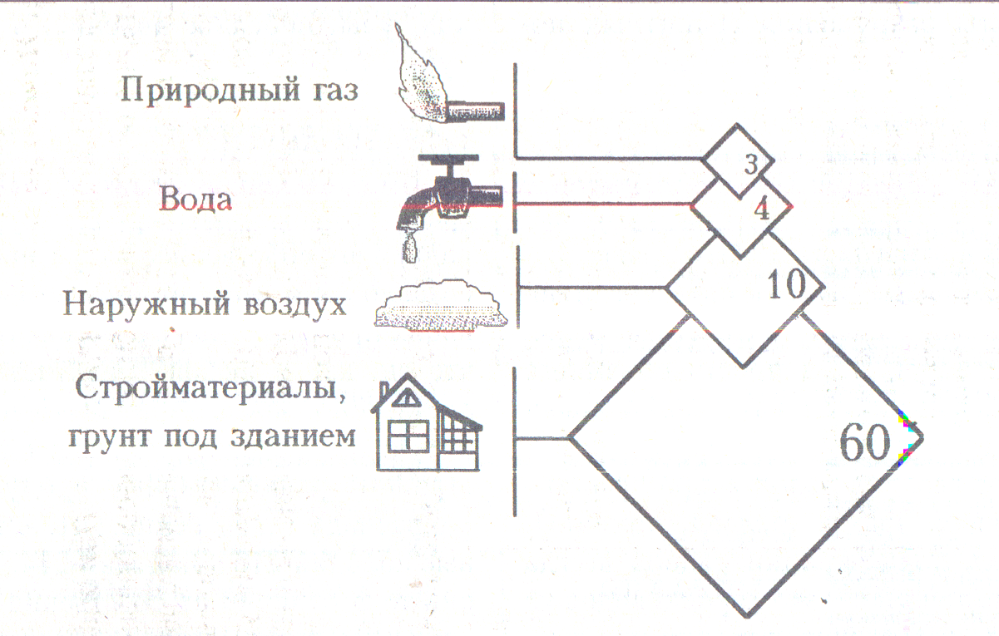 Природный газ
3
Вода
4
Наружный воздух
10
Стройматериалы,
грунт под зданием
60